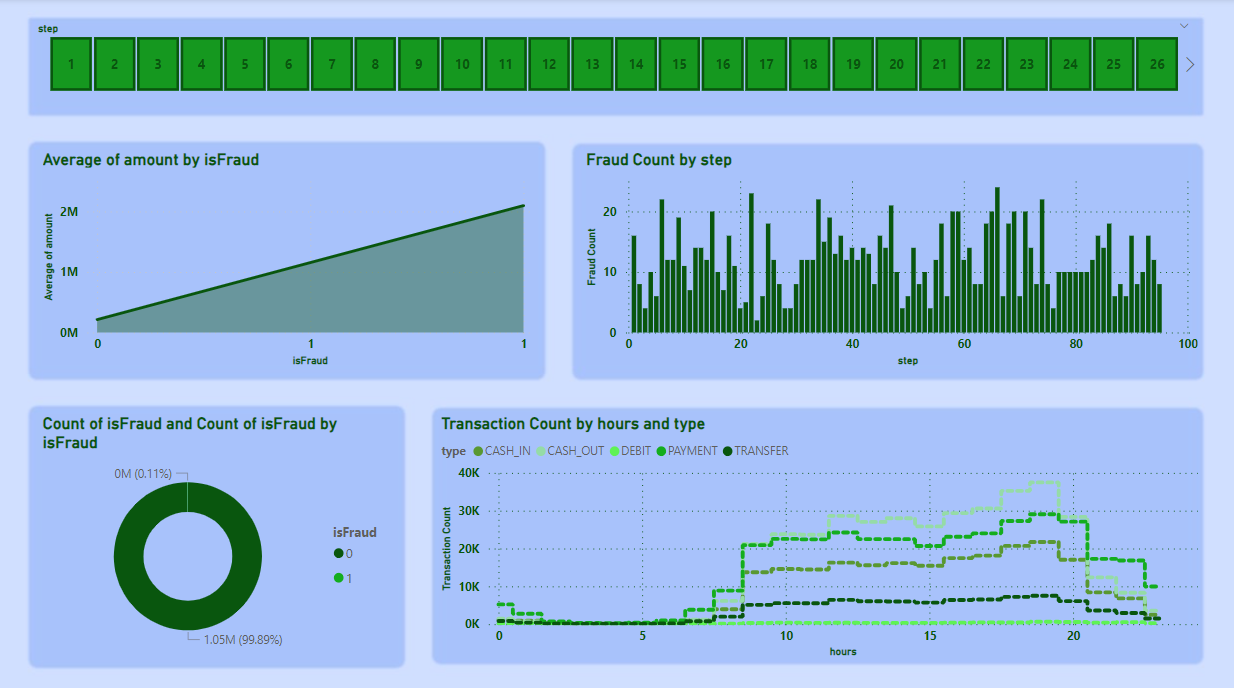 step
1 2 3 4 5 6 7 8 9 10 11 12 13 14 15 16 17 18 19 20 21 22 23 24 25 26
Average of amount by isFraud
Average of amount
2M
1M
0M
0 1 1
isFraud
Fraud Count by step
Fraud Count
20
10
0
0 20 40 60 80 100
step
Count of isFraud and Count of isFraud by
isFraud
0M (0.11%)
1.05M (99.89%)
isFraud
0
1
Transaction Count by hours and type
type CASH_IN CASH_OUT DEBIT PAYMENT TRANSFER
Transaction Count
40K
30K
20K
10K
0K
0 5 10 15 20
hours